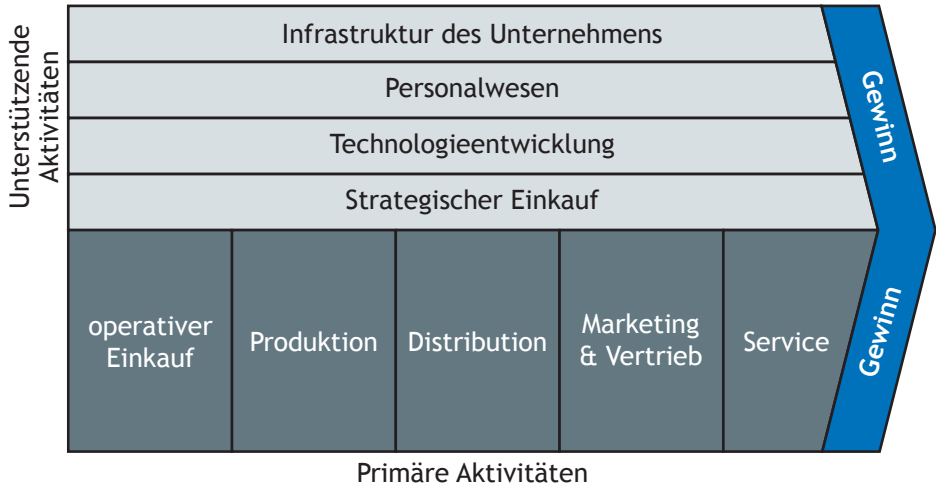 Unterstützende
Aktivitäten
Infrastruktur des Unternehmens
Personalwesen
Technologieentwicklung
Strategischer Einkauf
Gewinn
operativer
Einkauf
Produktion
Distribution
Marketing
& Vertrieb
Service
Gewinn
Primäre Aktivitäten